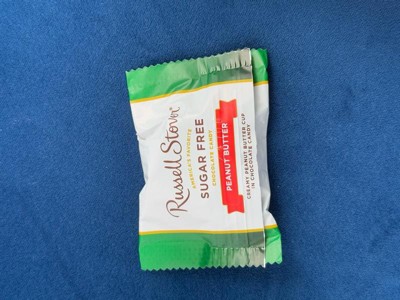 Russell Stover®
AMERICA'S FAVORITE
CHOCOLATE CANDY
SUGAR FREE
PEANUT BUTTER
CREAMY PEANUT BUTTER CUP
IN CHOCOLATE CANDY